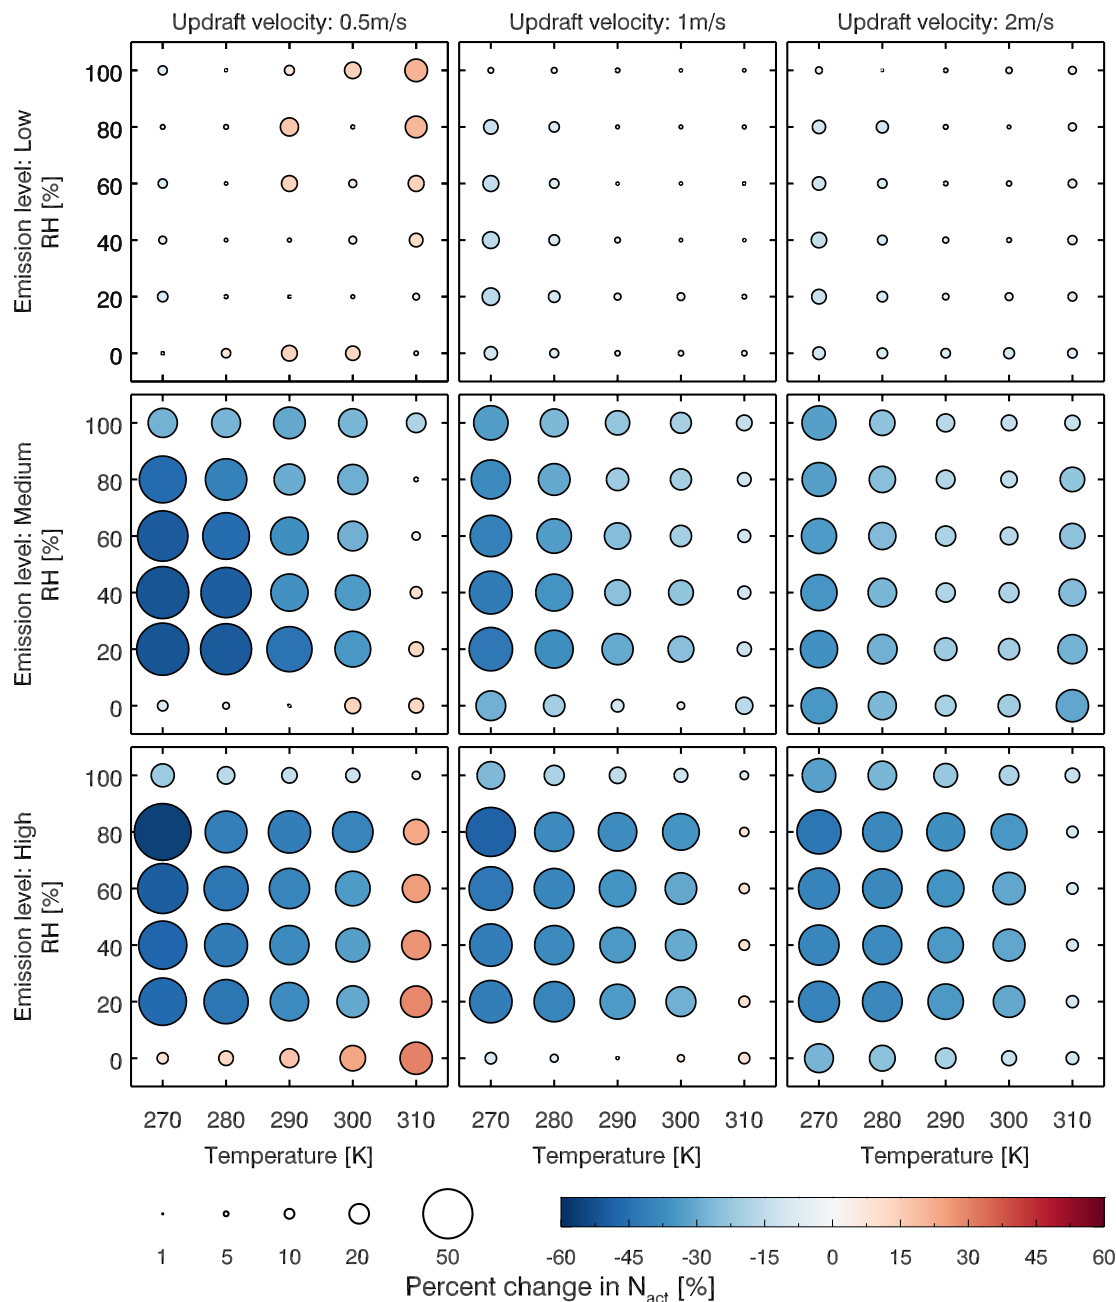 Updraft velocity: 0.5m/s Updraft velocity: 1m/s Updraft velocity: 2m/s
Emission level: Low
RH [%]
100
80
60
40
20
0
Emission level: Medium
RH [%]
100
80
60
40
20
0
Emission level: High
RH [%]
100
80
60
40
20
0
270 280 290 300 310 270 280 290 300 310 270 280 290 300 310
Temperature [K] Temperature [K] Temperature [K]
1 5 10 20 50 -60 -45 -30 -15 0 15 30 45 60
Percent change in Nact [%]